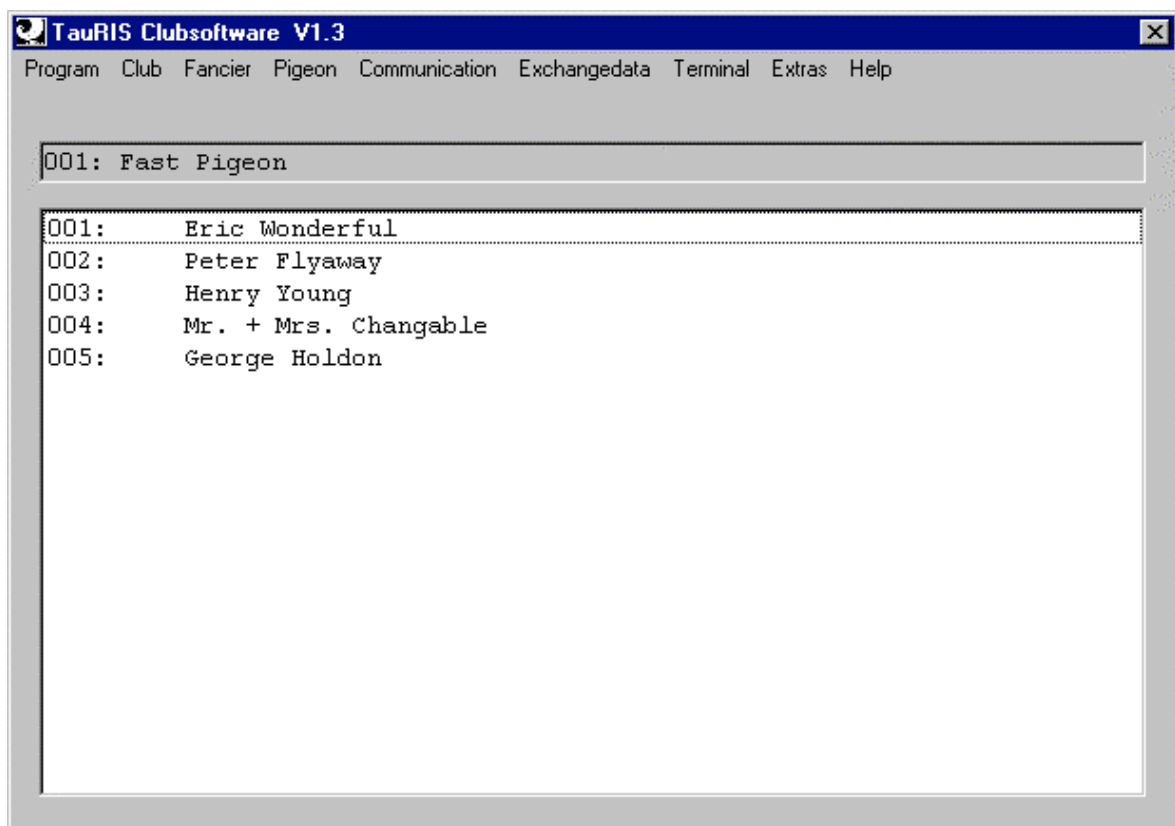 TauRIS Clubsoftware V1.3
Program Club Fancier Pigeon Communication Exchangedata Terminal Extras Help
001: Fast Pigeon
001: Eric Wonderful
002: Peter Flyaway
003: Henry Young
004: Mr. + Mrs. Changable
005: George Holdon